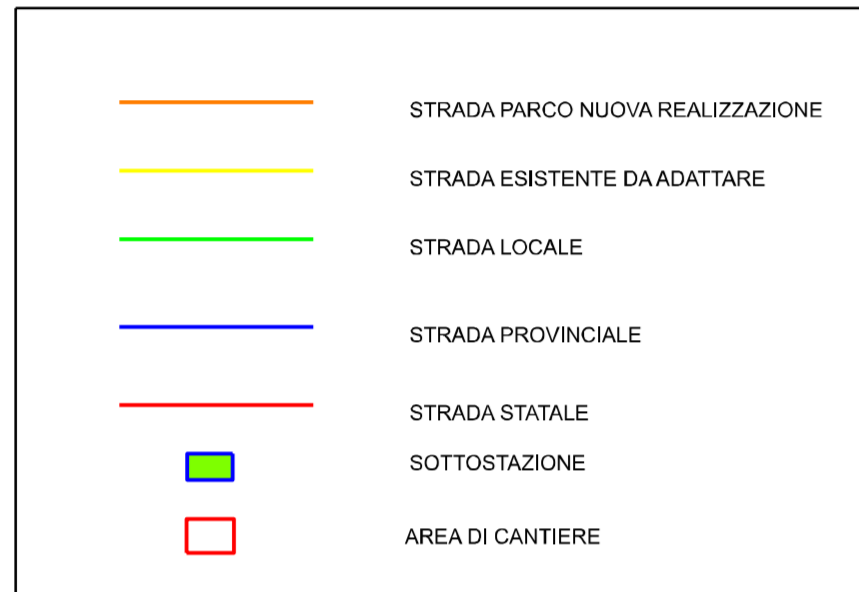 STRADA PARCO NUOVA REALIZZAZIONE
STRADA ESISTENTE DA ADATTARE
STRADA LOCALE
STRADA PROVINCIALE
STRADA STATALE
SOTTOSTAZIONE
AREA DI CANTIERE